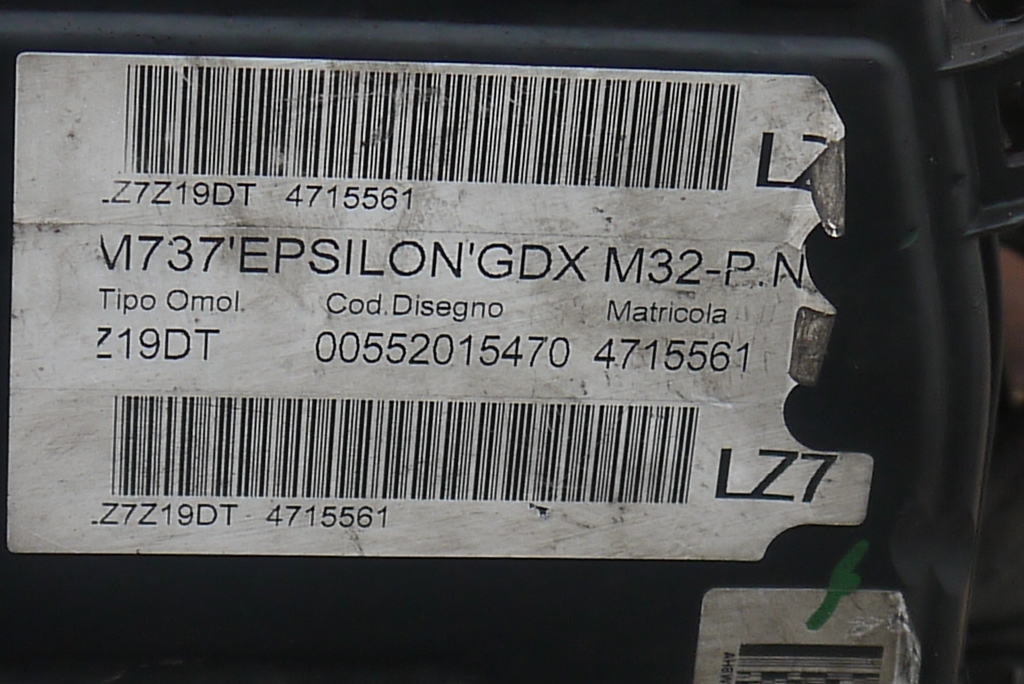 LZ
.Z7Z19DT 4715561
M737'EPSILON'GDX M32-P.N
Tipo Omol. Cod.Disegno Matricola
Z19DT 00552015470 4715561
LZ7
.Z7Z19DT 4715561